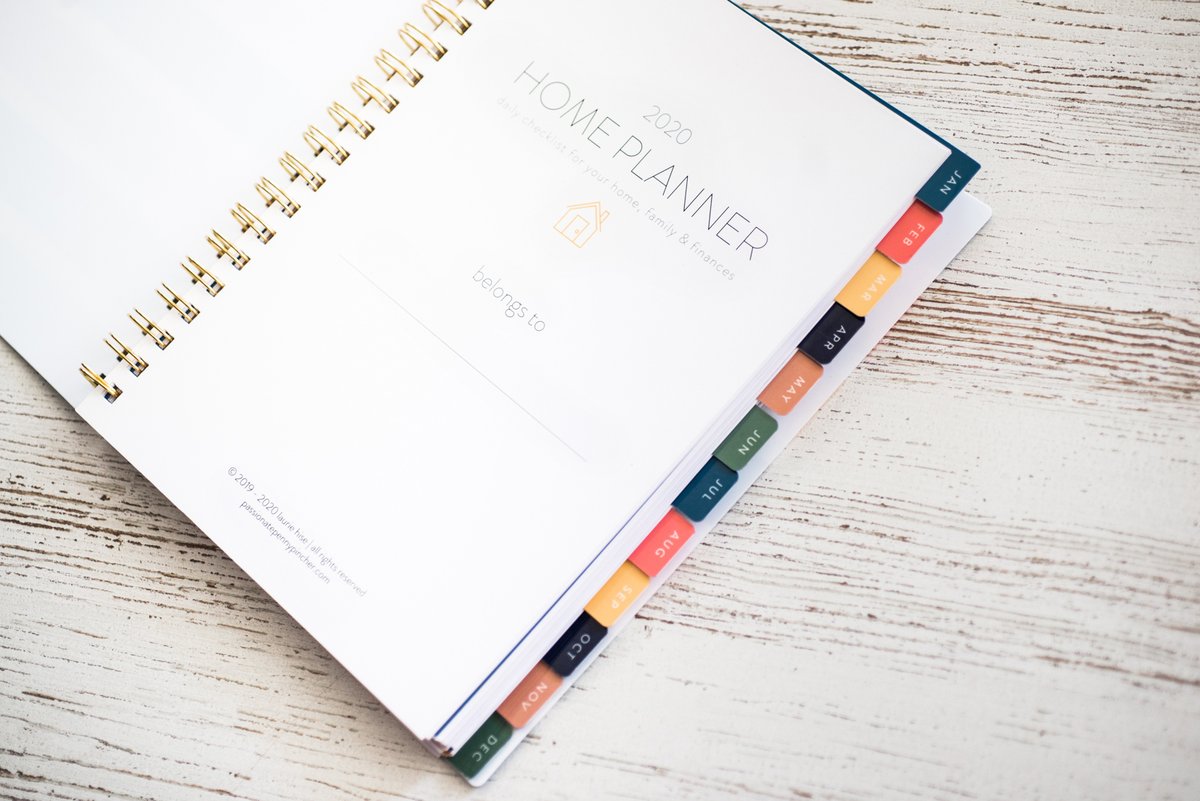 2020
HOME PLANNER
daily checklist for your home, family & finances
belongs to
© 2019 - 2020 laurie hise | all rights reserved
passionatepennypincher.com
JAN
FEB
MAR
APR
MAY
JUN
JUL
AUG
SEP
OCT
NOV
DEC